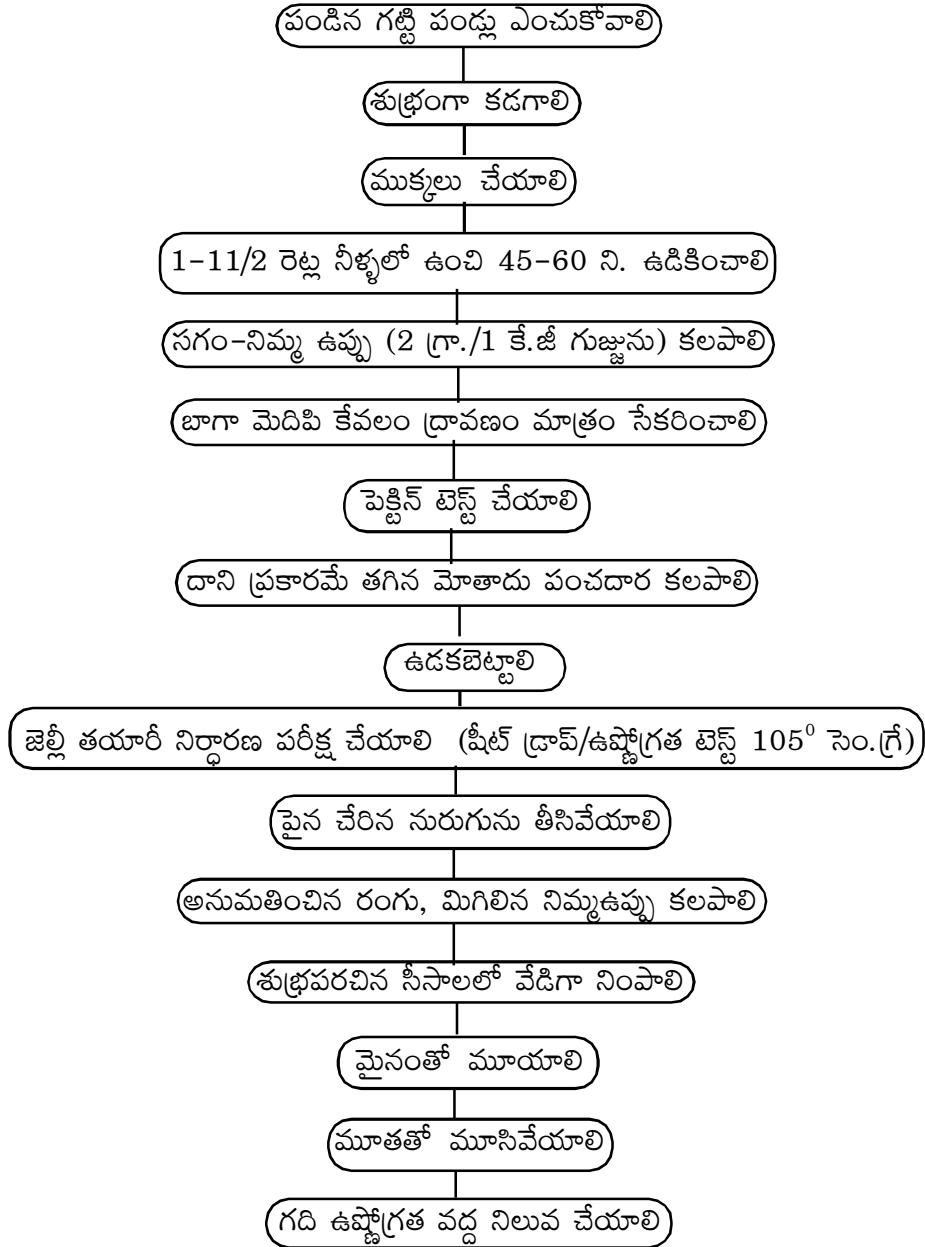 పండిన గట్టి పండ్లు ఎంచుకోవాలి
శుభ్రంగా కడగాలి
ముక్కలు చేయాలి
1-11/2 రెట్ల నీళ్ళలో ఉంచి 45-60 ని. ఉడికించాలి
సగం-నిమ్మ ఉప్పు (2 గ్రా./1 కే.జీ గుజ్జును) కలపాలి
బాగా మెదిపి కేవలం ద్రావణం మాత్రం సేకరించాలి
పెక్టిన్ టెస్ట్ చేయాలి
దాని ప్రకారమే తగిన మోతాదు పంచదార కలపాలి
ఉడకబెట్టాలి
జెల్లీ తయారీ నిర్ధారణ పరీక్ష చేయాలి (షీట్ డ్రాప్/ఉష్ణోగ్రత టెస్ట్ 105⁰ సెం.గ్రే)
పైన చేరిన నురుగును తీసివేయాలి
అనుమతించిన రంగు, మిగిలిన నిమ్మఉప్పు కలపాలి
శుభ్రపరచిన సీసాలలో వేడిగా నింపాలి
మైనంతో మూయాలి
మూతతో మూసివేయాలి
గది ఉష్ణోగ్రత వద్ద నిలువ చేయాలి